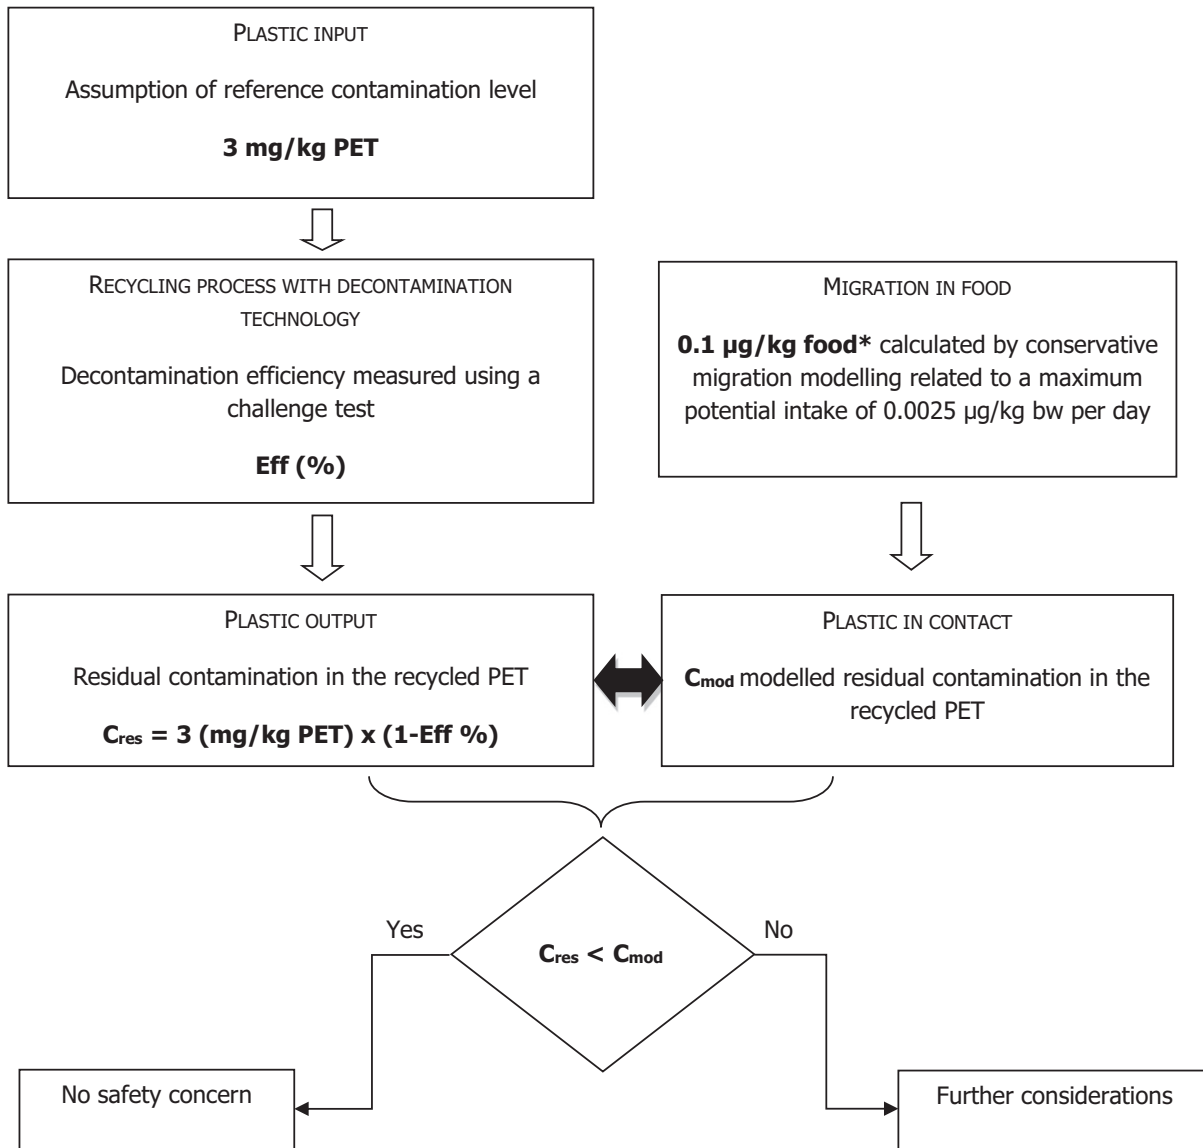 PLASTIC INPUT
Assumption of reference contamination level
3 mg/kg PET
RECYCLING PROCESS WITH DECONTAMINATION
TECHNOLOGY
Decontamination efficiency measured using a
challenge test
Eff (%)
MIGRATION IN FOOD
0.1 µg/kg food* calculated by conservative
migration modelling related to a maximum
potential intake of 0.0025 µg/kg bw per day
PLASTIC OUTPUT
Residual contamination in the recycled PET
Cres = 3 (mg/kg PET) x (1-Eff %)
PLASTIC IN CONTACT
Cmod modelled residual contamination in the
recycled PET
Yes
Cres < Cmod
No
No safety concern
Further considerations